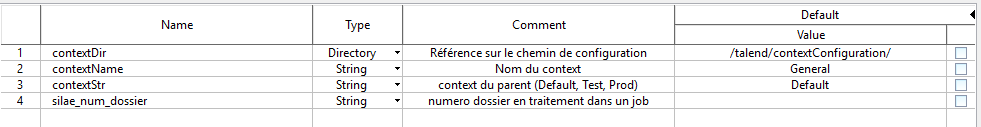 Name Type Comment Default
Value
1 contextDir Directory Référence sur le chemin de configuration /talend/contextConfiguration/
2 contextName String Nom du context General
3 contextStr String context du parent (Default, Test, Prod) Default
4 silae_num_dossier String numero dossier en traitement dans un job